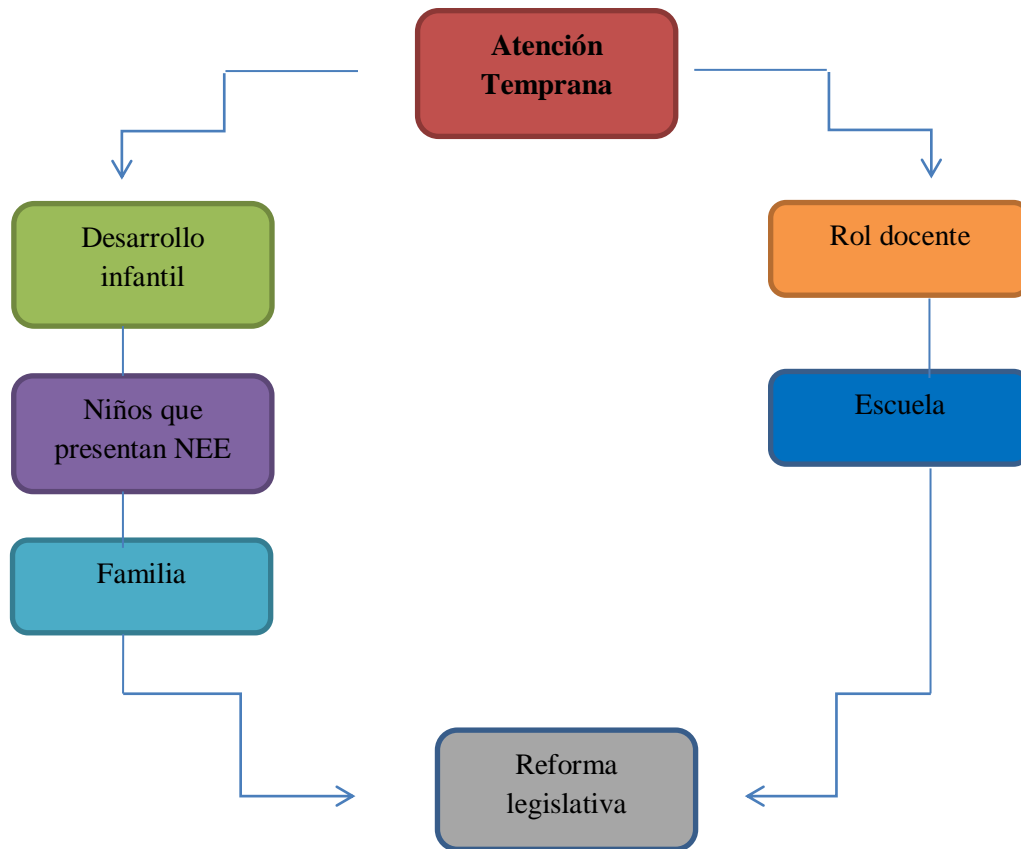 Atención
Temprana
Desarrollo
infantil
Rol docente
Niños que
presentan NEE
Escuela
Familia
Reforma
legislativa